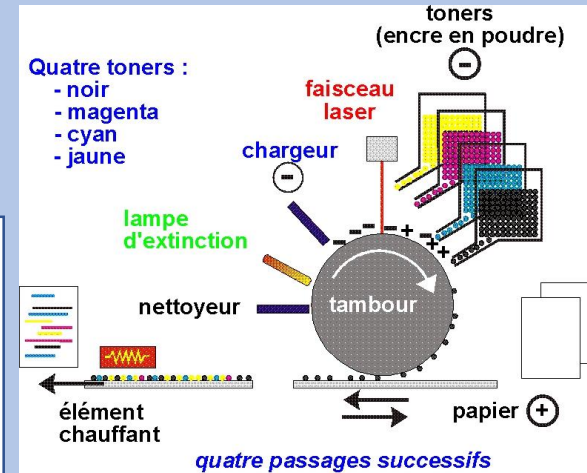 toners
(encre en poudre)
-
Quatre toners :
- noir
- magenta
- cyan
- jaune
faisceau
laser
chargeur
-
lampe
d'extinction
nettoyeur
tambour
élément
chauffant
papier +
quatre passages successifs